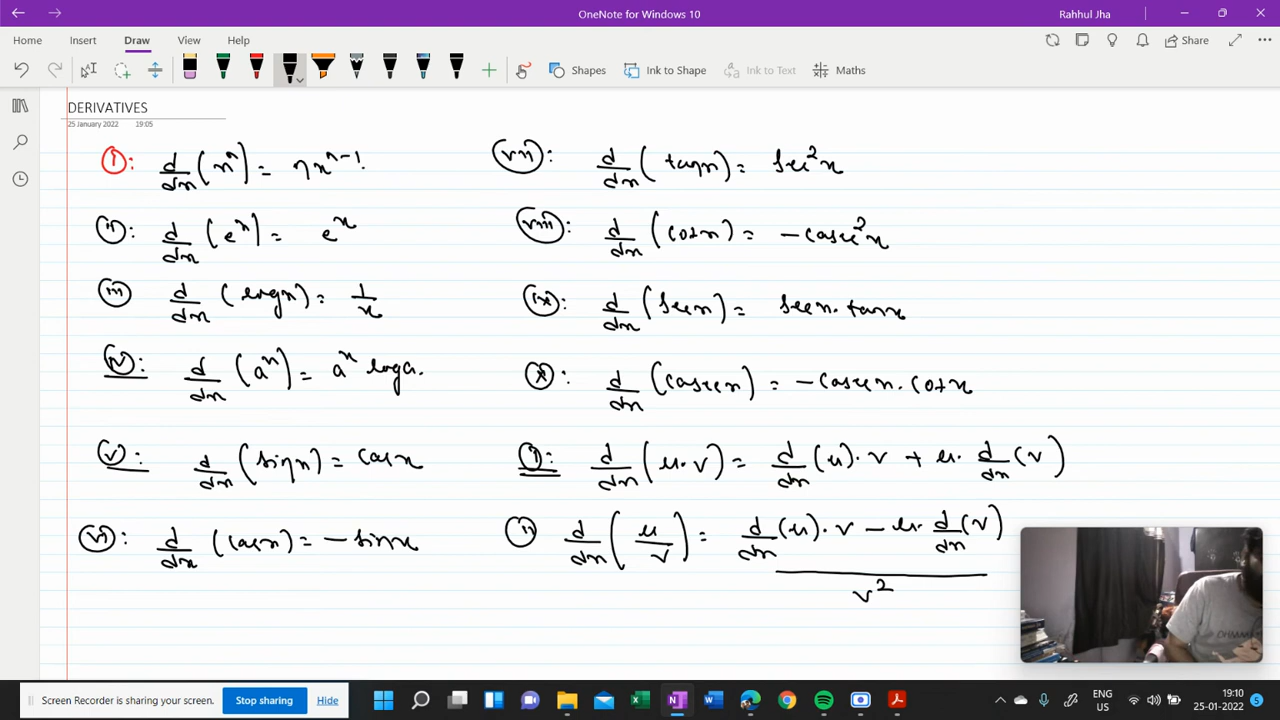 OneNote for Windows 10
Rahhul Jha
Home Insert Draw View Help
Share
Shapes Ink to Shape Ink to Text Maths
DERIVATIVES
25 January 2022 19:05
(i): d/dx (xⁿ) = nxⁿ⁻¹.
(ii): d/dx (eˣ) = eˣ
(iii) d/dx (logx) = 1/x
(iv): d/dx (aˣ) = aˣ loga.
(v): d/dx (sinx) = cosx
(vi): d/dx (cosx) = -sinx
(vii): d/dx (tanx) = sec²x
(viii): d/dx (cotx) = -cosec²x
(ix): d/dx (secx) = secx.tanx
(x): d/dx (cosecx) = -cosecx.cotx
(i): d/dx (u.v) = d/dx (u).v + u.d/dx (v)
(ii) d/dx (u/v) = d/dx (u).v - u.d/dx (v)
v²
DHAMM
Screen Recorder is sharing your screen. Stop sharing Hide
ENG 19:10
US 25-01-2022